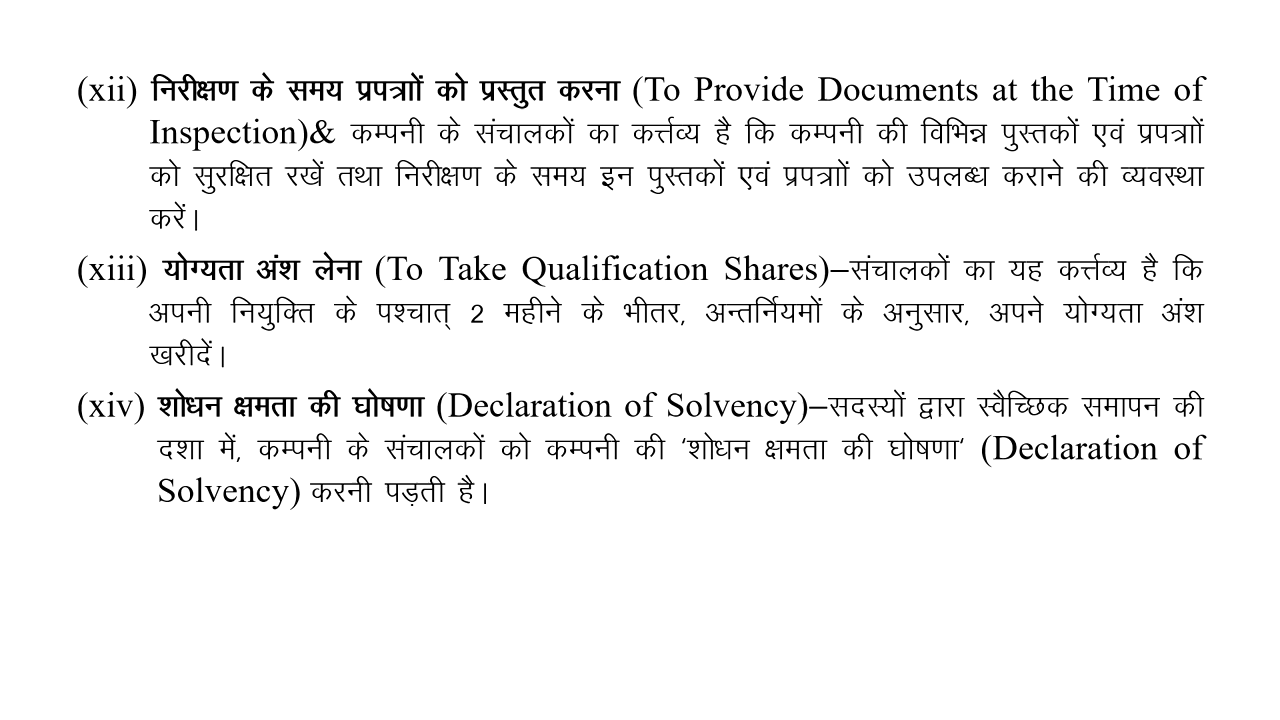 (xii) निरीक्षण के समय प्रपत्राों को प्रस्तुत करना (To Provide Documents at the Time of
Inspection)& कम्पनी के संचालकों का कर्त्तव्य है कि कम्पनी की विभिन्न पुस्तकों एवं प्रपत्राों
को सुरक्षित रखें तथा निरीक्षण के समय इन पुस्तकों एवं प्रपत्राों को उपलब्ध कराने की व्यवस्था
करें।
(xiii) योग्यता अंश लेना (To Take Qualification Shares)–संचालकों का यह कर्त्तव्य है कि
अपनी नियुक्ति के पश्चात् 2 महीने के भीतर, अन्तर्नियमों के अनुसार, अपने योग्यता अंश
खरीदें।
(xiv) शोधन क्षमता की घोषणा (Declaration of Solvency)–सदस्यों द्वारा स्वैच्छिक समापन की
दशा में, कम्पनी के संचालकों को कम्पनी की ‘शोधन क्षमता की घोषणा‘ (Declaration of
Solvency) करनी पड़ती है।